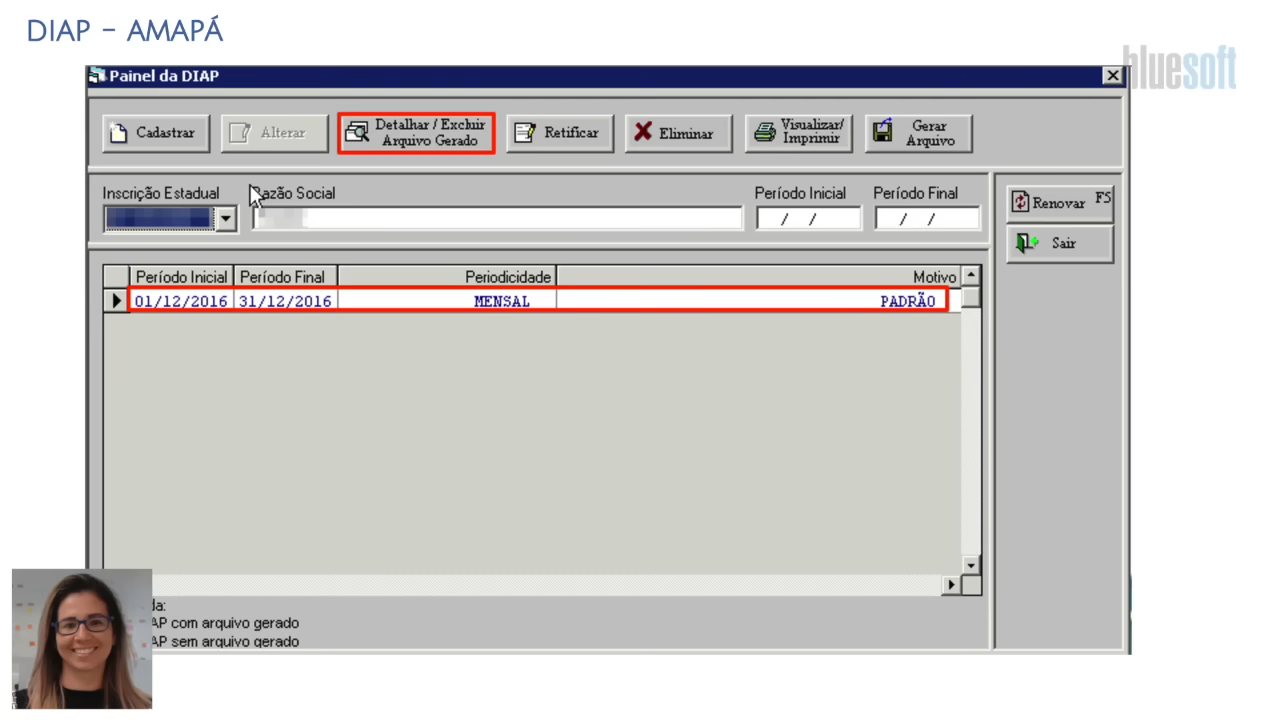 DIAP - AMAPÁ
bluesoft
Painel da DIAP
Cadastrar
Alterar
Detalhar / Excluir
Arquivo Gerado
Retificar
Eliminar
Visualizar/
Imprimir
Gerar
Arquivo
Inscrição Estadual
Razão Social
Período Inicial
Período Final
/ /
/ /
Renovar F5
Sair
Período Inicial Período Final Periodicidade Motivo
01/12/2016 31/12/2016 MENSAL PADRÃO
da:
AP com arquivo gerado
AP sem arquivo gerado